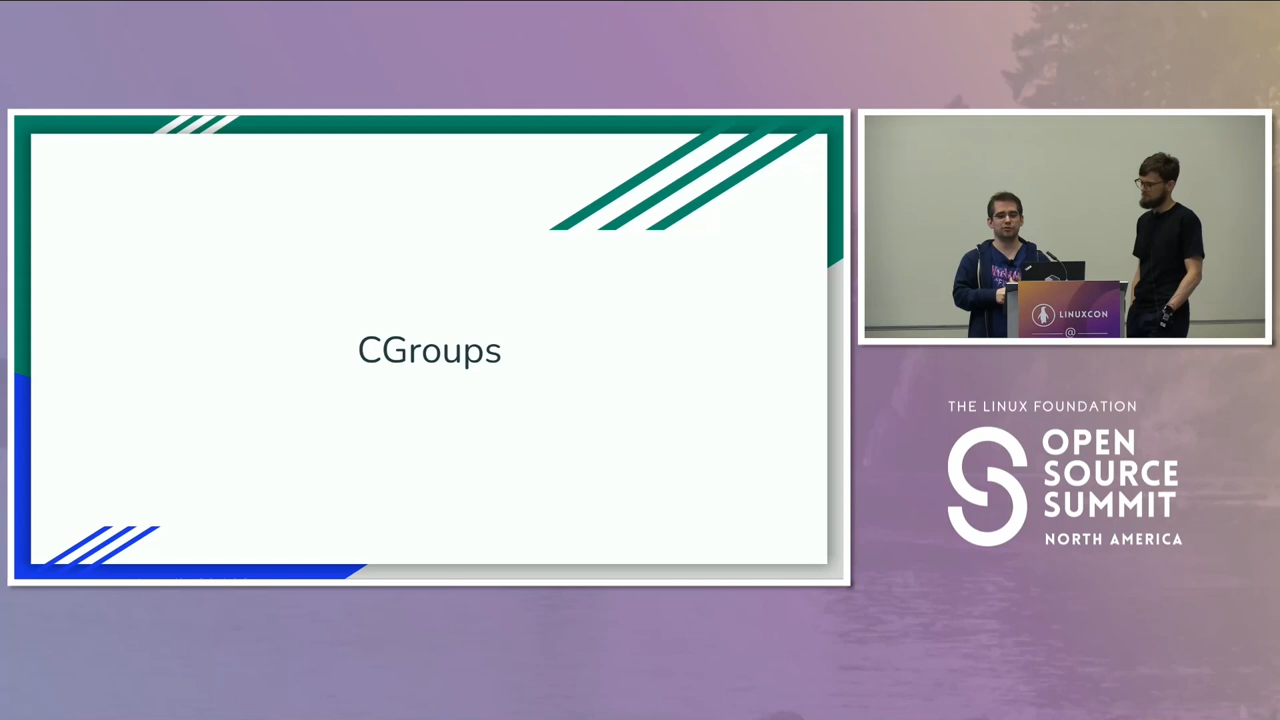 CGroups
LINUXCON
@
THE LINUX FOUNDATION
OPEN
SOURCE
SUMMIT
NORTH AMERICA